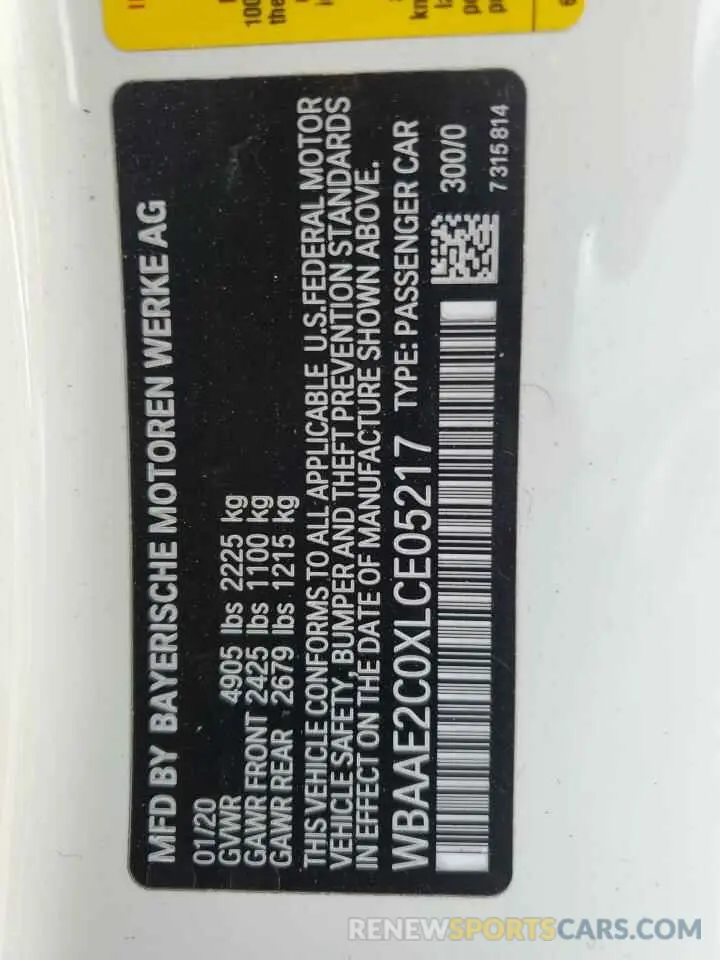 MFD BY BAYERISCHE MOTOREN WERKE AG
01/20
GVWR 4905 lbs 2225 kg
GAWR FRONT 2425 lbs 1100 kg
GAWR REAR 2679 lbs 1215 kg
THIS VEHICLE CONFORMS TO ALL APPLICABLE U.S.FEDERAL MOTOR
VEHICLE SAFETY, BUMPER AND THEFT PREVENTION STANDARDS
IN EFFECT ON THE DATE OF MANUFACTURE SHOWN ABOVE.
WBAAE2C0XLCE05217 TYPE: PASSENGER CAR
300/0
7315814
RENEWSPORTSCARS.COM